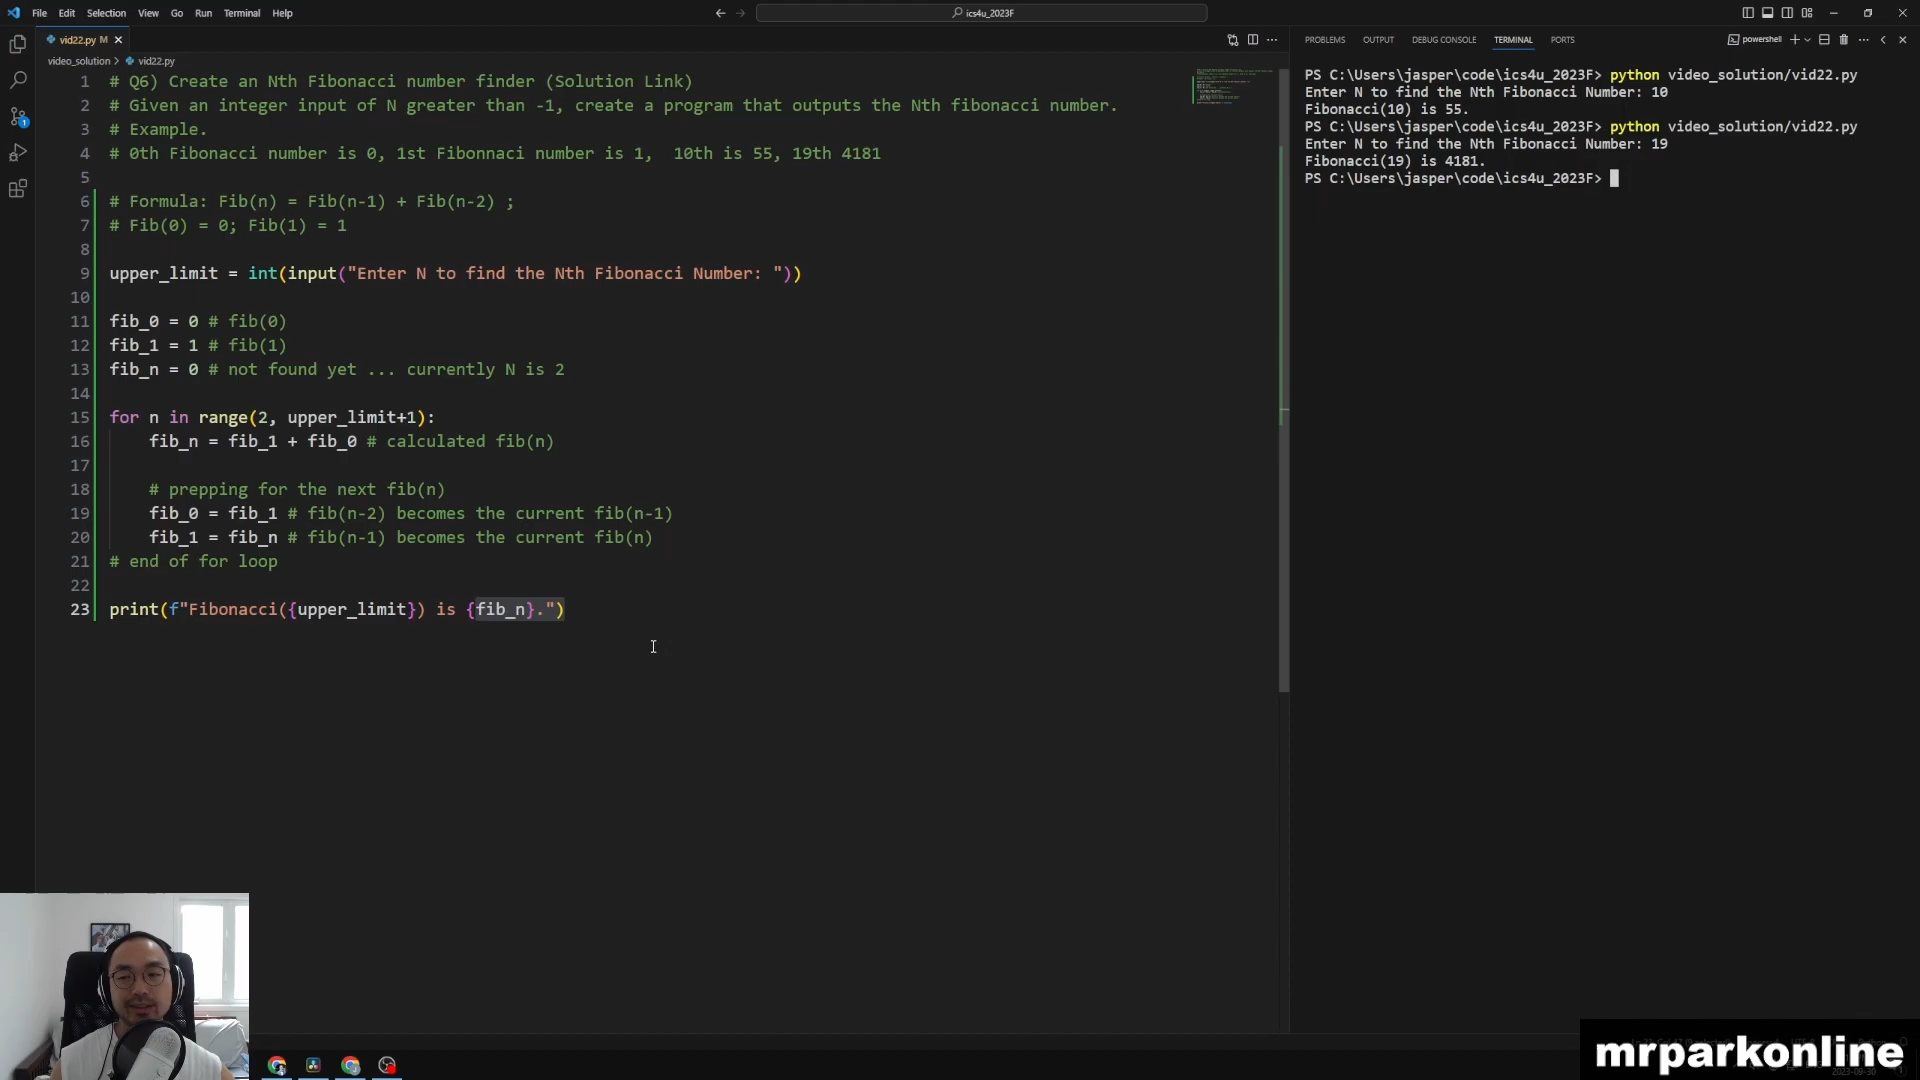 File Edit Selection View Go Run Terminal Help
ics4u_2023F
vid22.py M
video_solution > vid22.py
1 # Q6) Create an Nth Fibonacci number finder (Solution Link)
2 # Given an integer input of N greater than -1, create a program that outputs the Nth fibonacci number.
3 # Example.
4 # 0th Fibonacci number is 0, 1st Fibonnaci number is 1,  10th is 55, 19th 4181
5
6 # Formula: Fib(n) = Fib(n-1) + Fib(n-2) ;
7 # Fib(0) = 0; Fib(1) = 1
8
9 upper_limit = int(input("Enter N to find the Nth Fibonacci Number: "))
10
11 fib_0 = 0 # fib(0)
12 fib_1 = 1 # fib(1)
13 fib_n = 0 # not found yet ... currently N is 2
14
15 for n in range(2, upper_limit+1):
16     fib_n = fib_1 + fib_0 # calculated fib(n)
17
18     # prepping for the next fib(n)
19     fib_0 = fib_1 # fib(n-2) becomes the current fib(n-1)
20     fib_1 = fib_n # fib(n-1) becomes the current fib(n)
21 # end of for loop
22
23 print(f"Fibonacci({upper_limit}) is {fib_n}.")
PROBLEMS OUTPUT DEBUG CONSOLE TERMINAL PORTS
powershell
PS C:\Users\jasper\code\ics4u_2023F> python video_solution/vid22.py
Enter N to find the Nth Fibonacci Number: 10
Fibonacci(10) is 55.
PS C:\Users\jasper\code\ics4u_2023F> python video_solution/vid22.py
Enter N to find the Nth Fibonacci Number: 19
Fibonacci(19) is 4181.
PS C:\Users\jasper\code\ics4u_2023F>
mrparkonline
2023-09-30